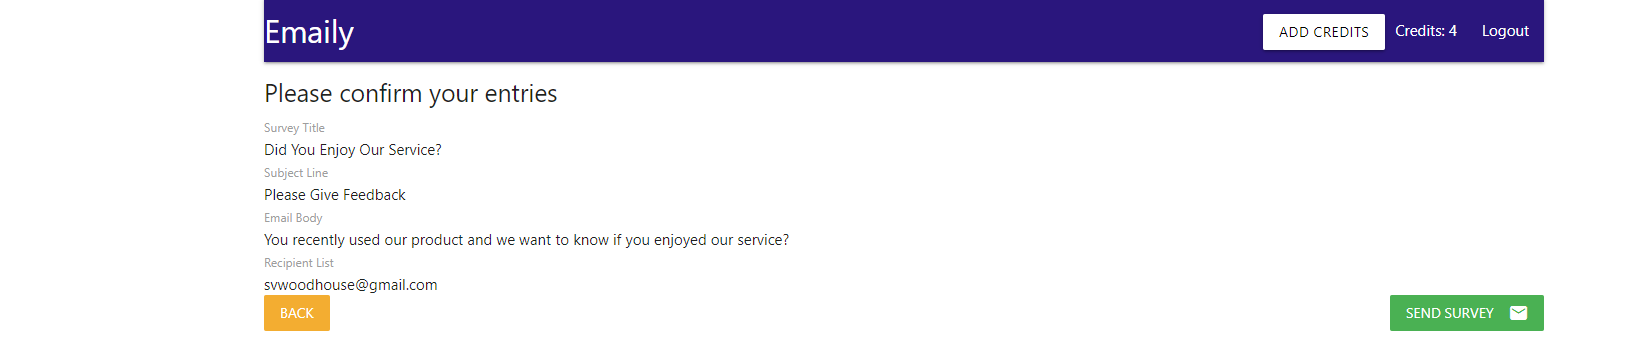 Emaily
ADD CREDITS
Credits: 4
Logout
Please confirm your entries
Survey Title
Did You Enjoy Our Service?
Subject Line
Please Give Feedback
Email Body
You recently used our product and we want to know if you enjoyed our service?
Recipient List
svwoodhouse@gmail.com
BACK
SEND SURVEY